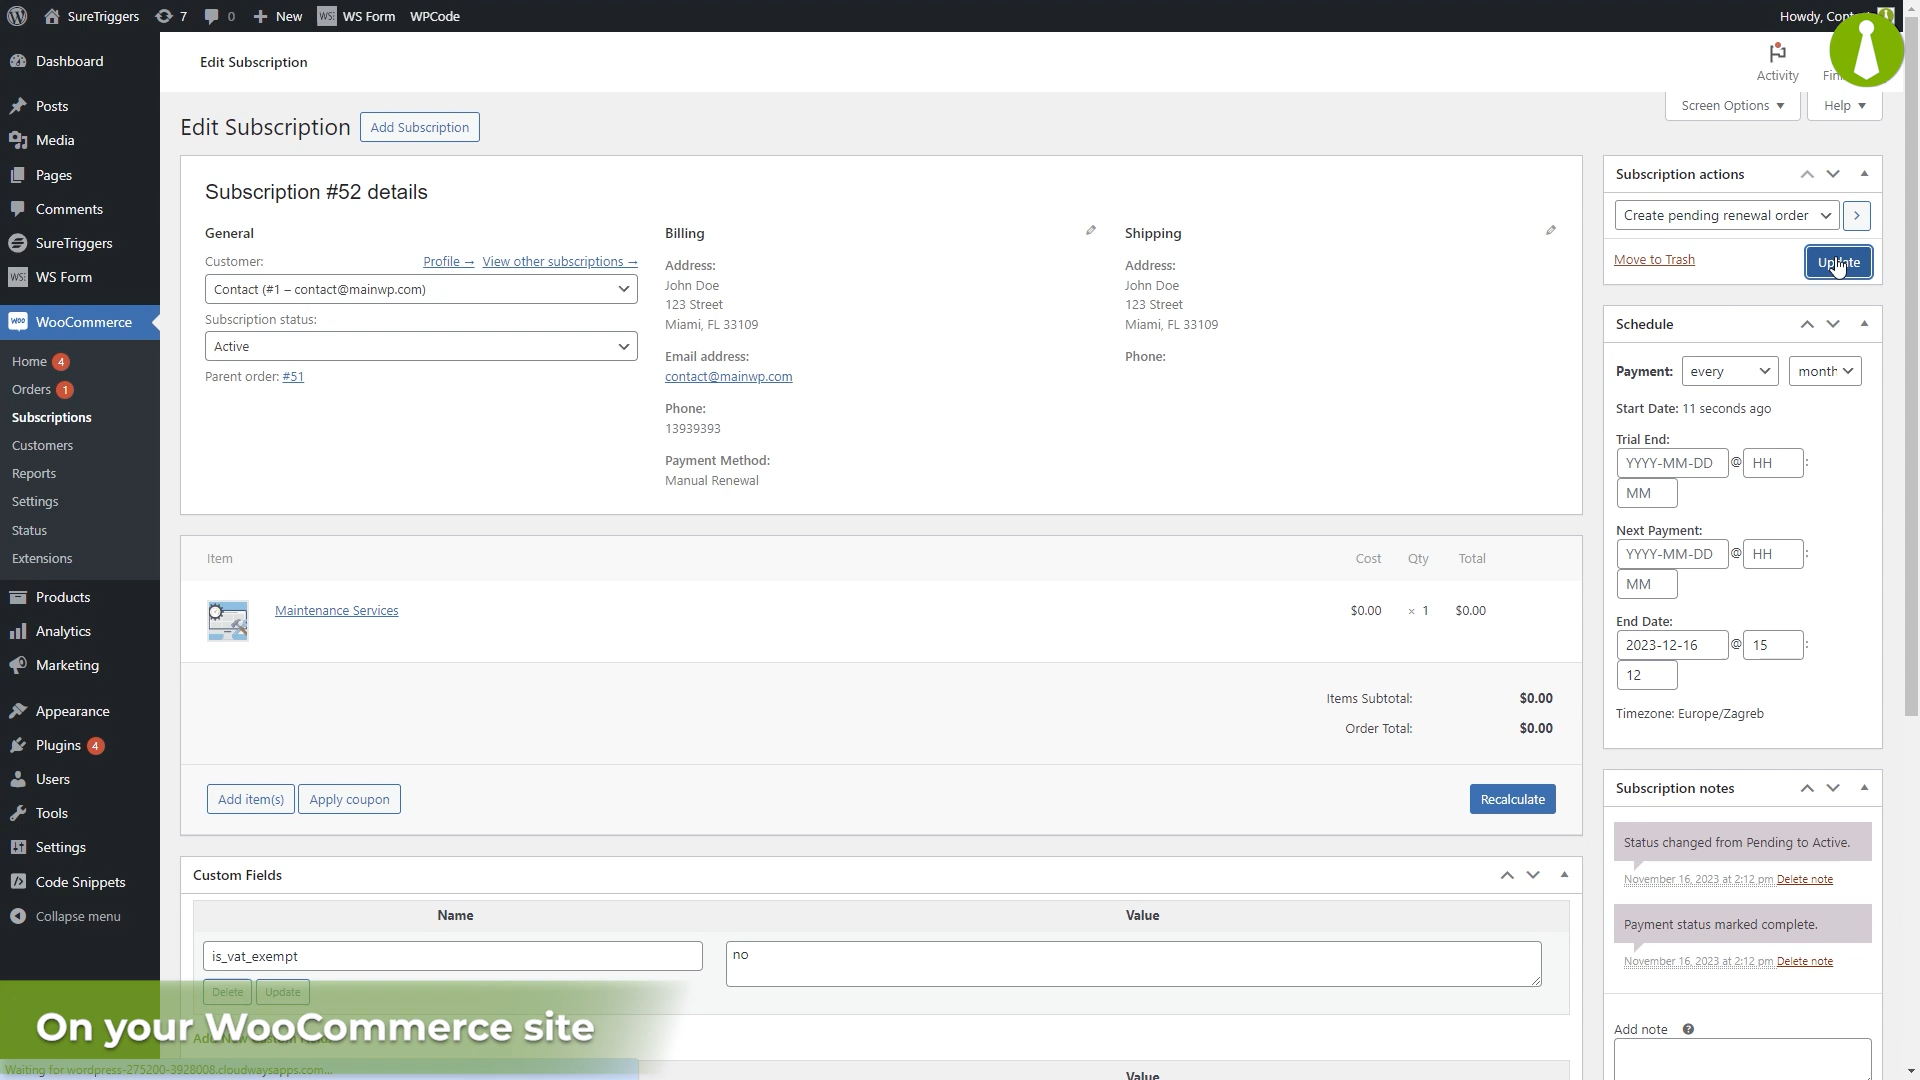 SureTriggers
7
0
New
WS Form
WPCode
Howdy,
Dashboard
Posts
Media
Pages
Comments
SureTriggers
WS Form
WooCommerce
Home 4
Orders 1
Subscriptions
Customers
Reports
Settings
Status
Extensions
Products
Analytics
Marketing
Appearance
Plugins 4
Users
Tools
Settings
Code Snippets
Collapse menu
Edit Subscription
Activity
Screen Options
Help
Edit Subscription
Add Subscription
Subscription #52 details
General
Customer:
Profile →
View other subscriptions →
Contact (#1 – contact@mainwp.com)
Subscription status:
Active
Parent order: #51
Billing
Address:
John Doe
123 Street
Miami, FL 33109
Email address:
contact@mainwp.com
Phone:
13939393
Payment Method:
Manual Renewal
Shipping
Address:
John Doe
123 Street
Miami, FL 33109
Phone:
Item
Cost
Qty
Total
Maintenance Services
$0.00
× 1
$0.00
Items Subtotal:
$0.00
Order Total:
$0.00
Add item(s)
Apply coupon
Recalculate
Custom Fields
Name
Value
is_vat_exempt
no
Delete
Update
Value
Subscription actions
Create pending renewal order
Move to Trash
Update
Schedule
Payment:
every
month
Start Date: 11 seconds ago
Trial End:
YYYY-MM-DD @ HH :
MM
Next Payment:
YYYY-MM-DD @ HH :
MM
End Date:
2023-12-16 @ 15 :
12
Timezone: Europe/Zagreb
Subscription notes
Status changed from Pending to Active.
November 16, 2023 at 2:12 pm Delete note
Payment status marked complete.
November 16, 2023 at 2:12 pm Delete note
Add note
On your WooCommerce site
Waiting for wordpress-275200-3928008.cloudwaysapps.com...